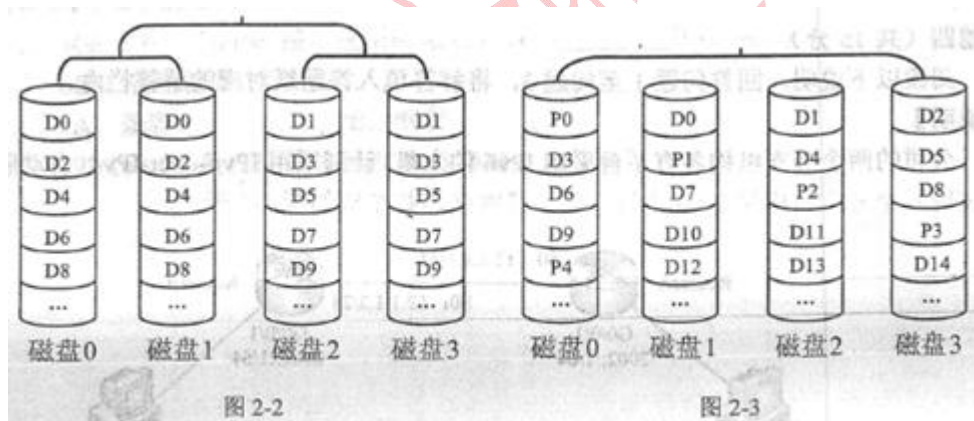 D0 D0 D1 D1 P0 D0 D1 D2
D2 D2 D3 D3 D3 P1 D4 D5
D4 D4 D5 D5 D6 D7 P2 D8
D6 D6 D7 D7 D9 D10 D11 P3
D8 D8 D9 D9 P4 D12 D13 D14
... ... ... ... ... ... ... ...
磁盘0 磁盘1 磁盘2 磁盘3 磁盘0 磁盘1 磁盘2 磁盘3
图 2-2 图 2-3